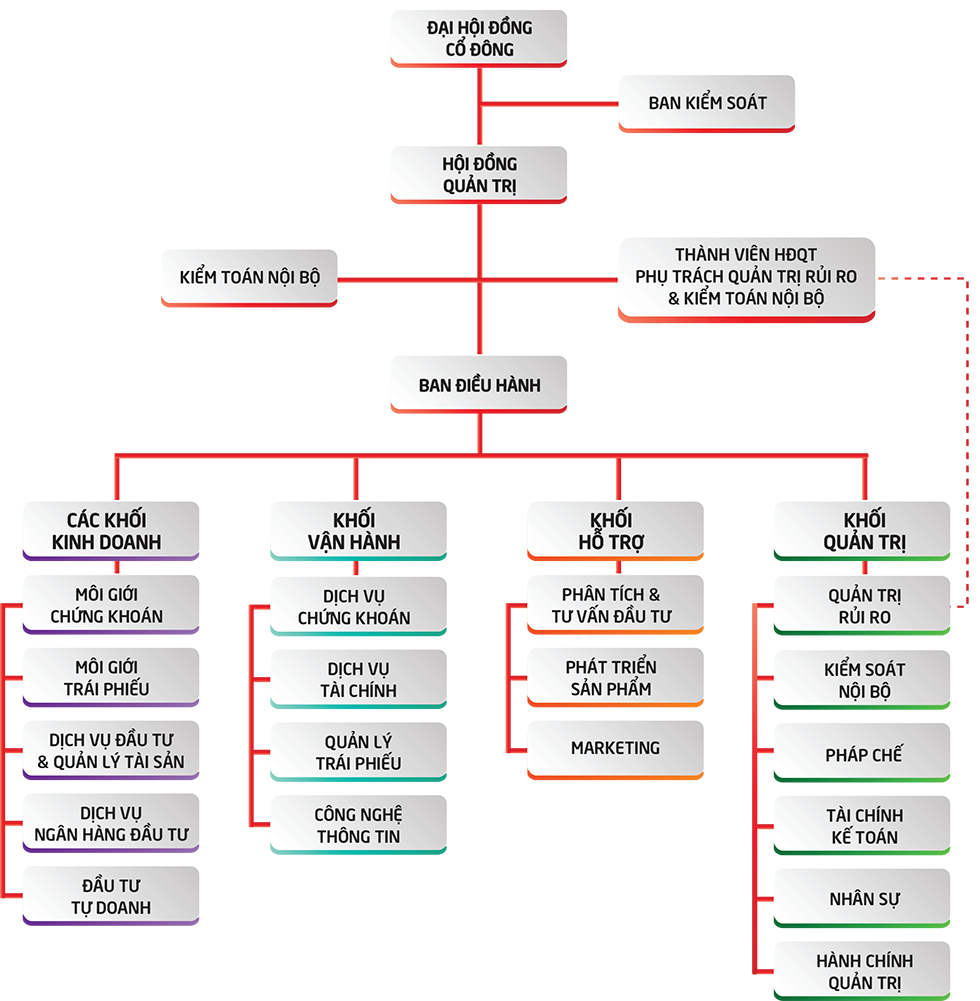 ĐẠI HỘI ĐỒNG
CỔ ĐÔNG
BAN KIỂM SOÁT
HỘI ĐỒNG
QUẢN TRỊ
KIỂM TOÁN NỘI BỘ
THÀNH VIÊN HĐQT
PHỤ TRÁCH QUẢN TRỊ RỦI RO
& KIỂM TOÁN NỘI BỘ
BAN ĐIỀU HÀNH
CÁC KHỐI
KINH DOANH
MÔI GIỚI
CHỨNG KHOÁN
MÔI GIỚI
TRÁI PHIẾU
DỊCH VỤ ĐẦU TƯ
& QUẢN LÝ TÀI SẢN
DỊCH VỤ
NGÂN HÀNG ĐẦU TƯ
ĐẦU TƯ
TỰ DOANH
KHỐI
VẬN HÀNH
DỊCH VỤ
CHỨNG KHOÁN
DỊCH VỤ
TÀI CHÍNH
QUẢN LÝ
TRÁI PHIẾU
CÔNG NGHỆ
THÔNG TIN
KHỐI
HỖ TRỢ
PHÂN TÍCH &
TƯ VẤN ĐẦU TƯ
PHÁT TRIỂN
SẢN PHẨM
MARKETING
KHỐI
QUẢN TRỊ
QUẢN TRỊ
RỦI RO
KIỂM SOÁT
NỘI BỘ
PHÁP CHẾ
TÀI CHÍNH
KẾ TOÁN
NHÂN SỰ
HÀNH CHÍNH
QUẢN TRỊ